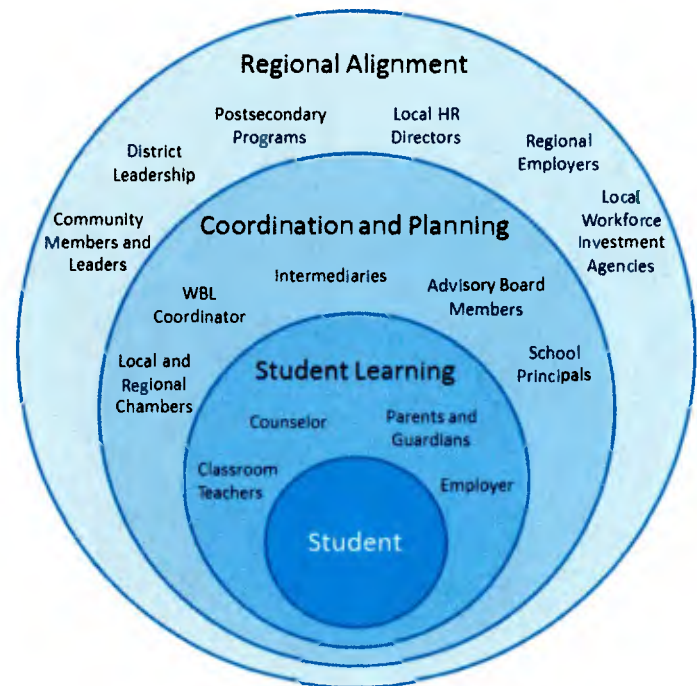 Regional Alignment
Postsecondary
Programs
Local HR
Directors
District
Leadership
Regional
Employers
Community
Members and
Leaders
Local
Workforce
Investment
Agencies
Coordination and Planning
Intermediaries
WBL
Coordinator
Advisory Board
Members
Local and
Regional
Chambers
School
Principals
Student Learning
Counselor
Parents and
Guardians
Classroom
Teachers
Employer
Student